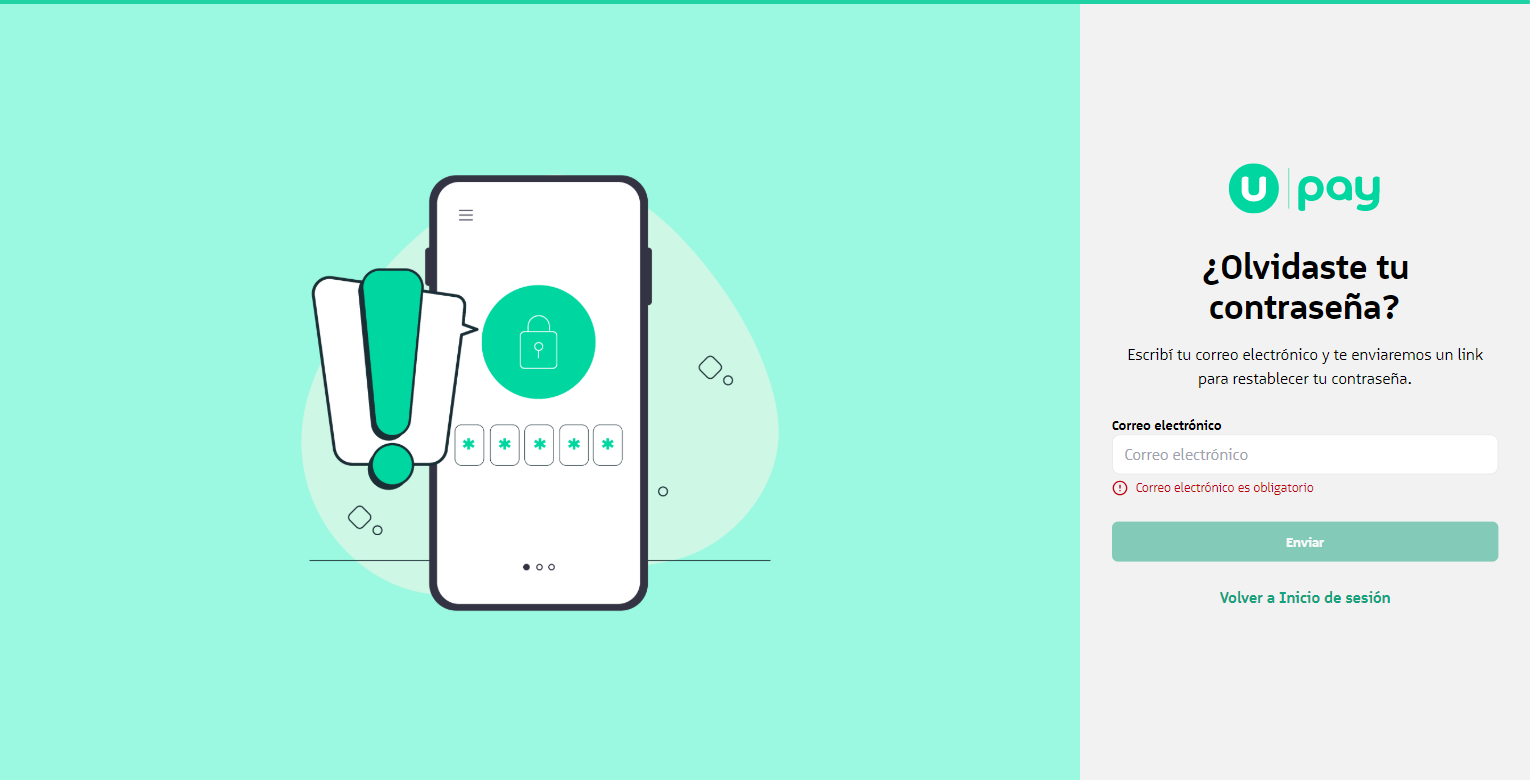 U pay
¿Olvidaste tu
contraseña?
Escribí tu correo electrónico y te enviaremos un link
para restablecer tu contraseña.
Correo electrónico
Correo electrónico
Correo electrónico es obligatorio
Enviar
Volver a Inicio de sesión